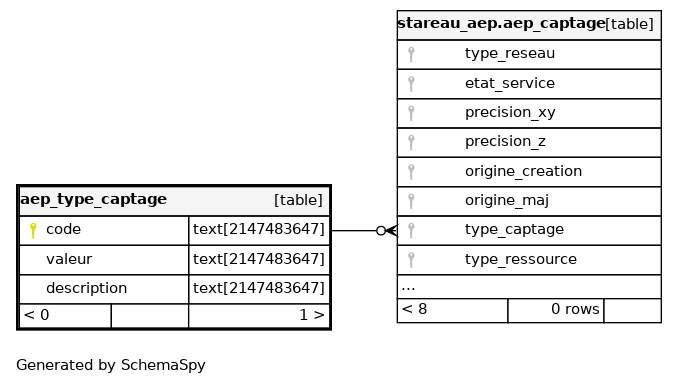 stareau_aep.aep_captage [table]
type_reseau
etat_service
precision_xy
precision_z
origine_creation
origine_maj
type_captage
type_ressource
...
< 8 0 rows
aep_type_captage [table]
code text[2147483647]
valeur text[2147483647]
description text[2147483647]
< 0 1 >
Generated by SchemaSpy